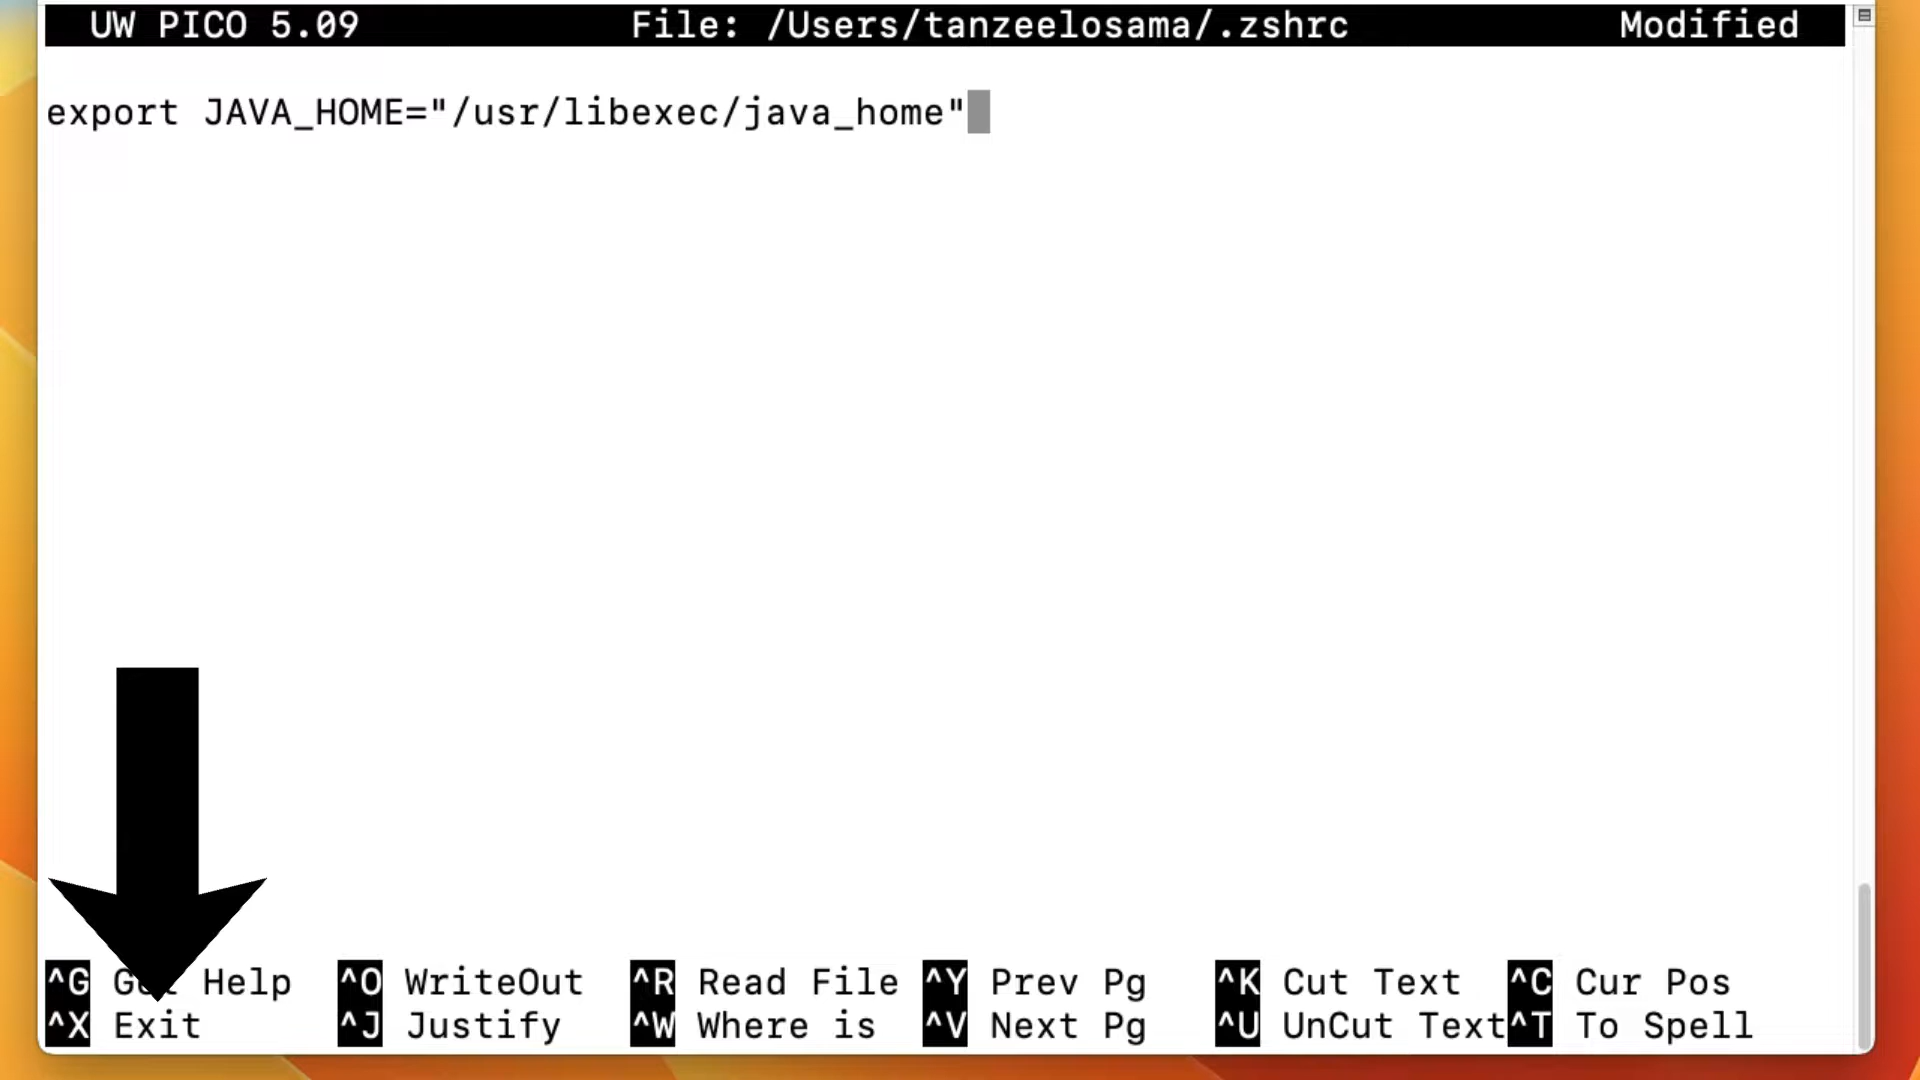 UW PICO 5.09 File: /Users/tanzeelosama/.zshrc Modified
export JAVA_HOME="/usr/libexec/java_home"
^G Get Help ^O WriteOut ^R Read File ^Y Prev Pg ^K Cut Text ^C Cur Pos
^X Exit ^J Justify ^W Where is ^V Next Pg ^U UnCut Text ^T To Spell